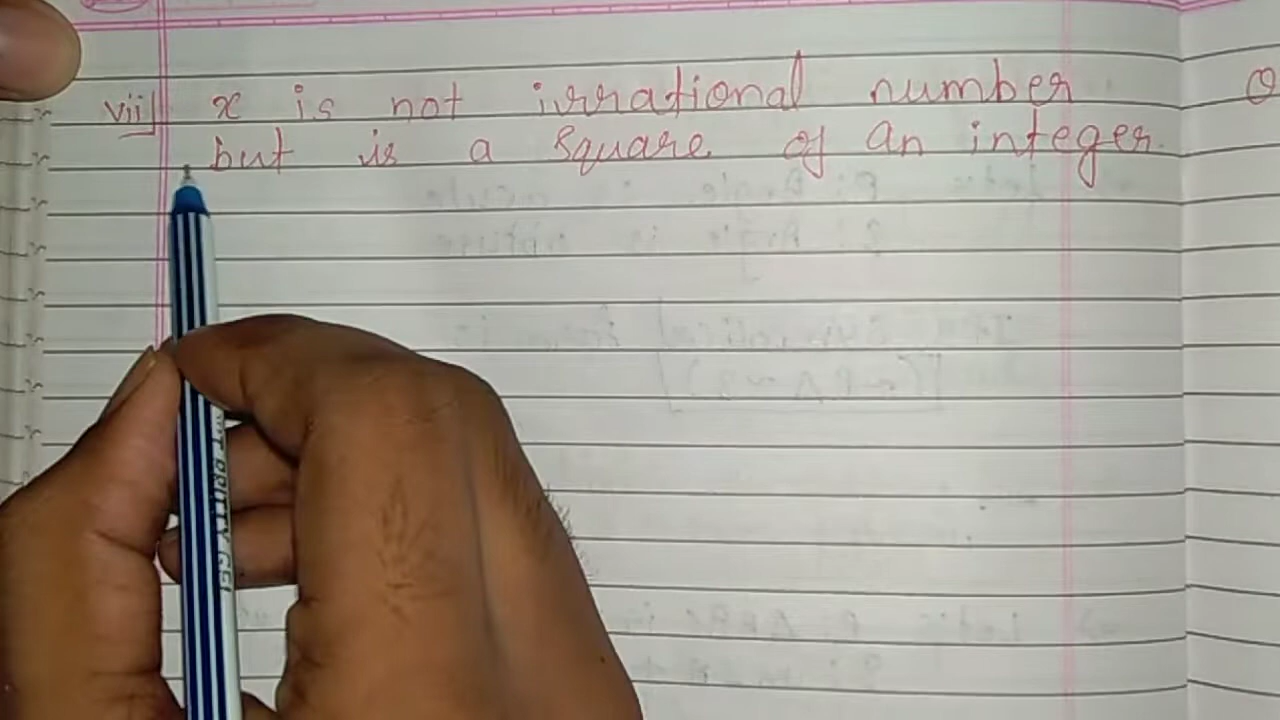 vii) x is not irrational number
but is a square of an integer.